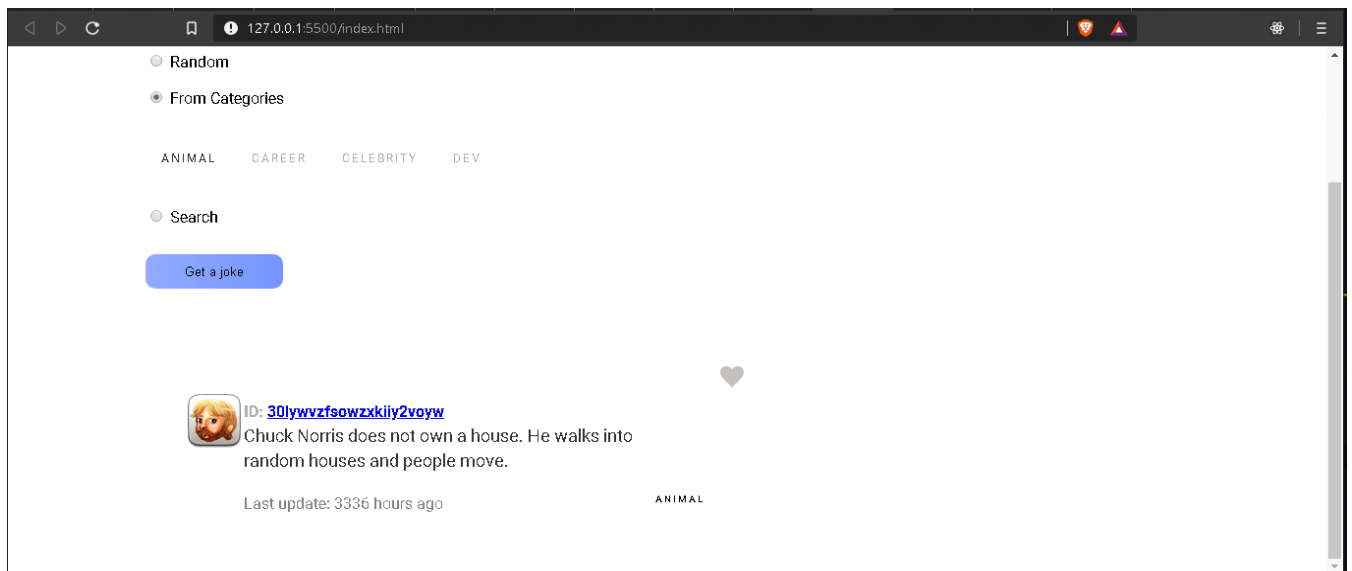 127.0.0.1:5500/index.html
Random
From Categories
ANIMAL CAREER CELEBRITY DEV
Search
Get a joke
ID: 30lywvzfsowzxkiiy2voyw
Chuck Norris does not own a house. He walks into
random houses and people move.
Last update: 3336 hours ago
ANIMAL